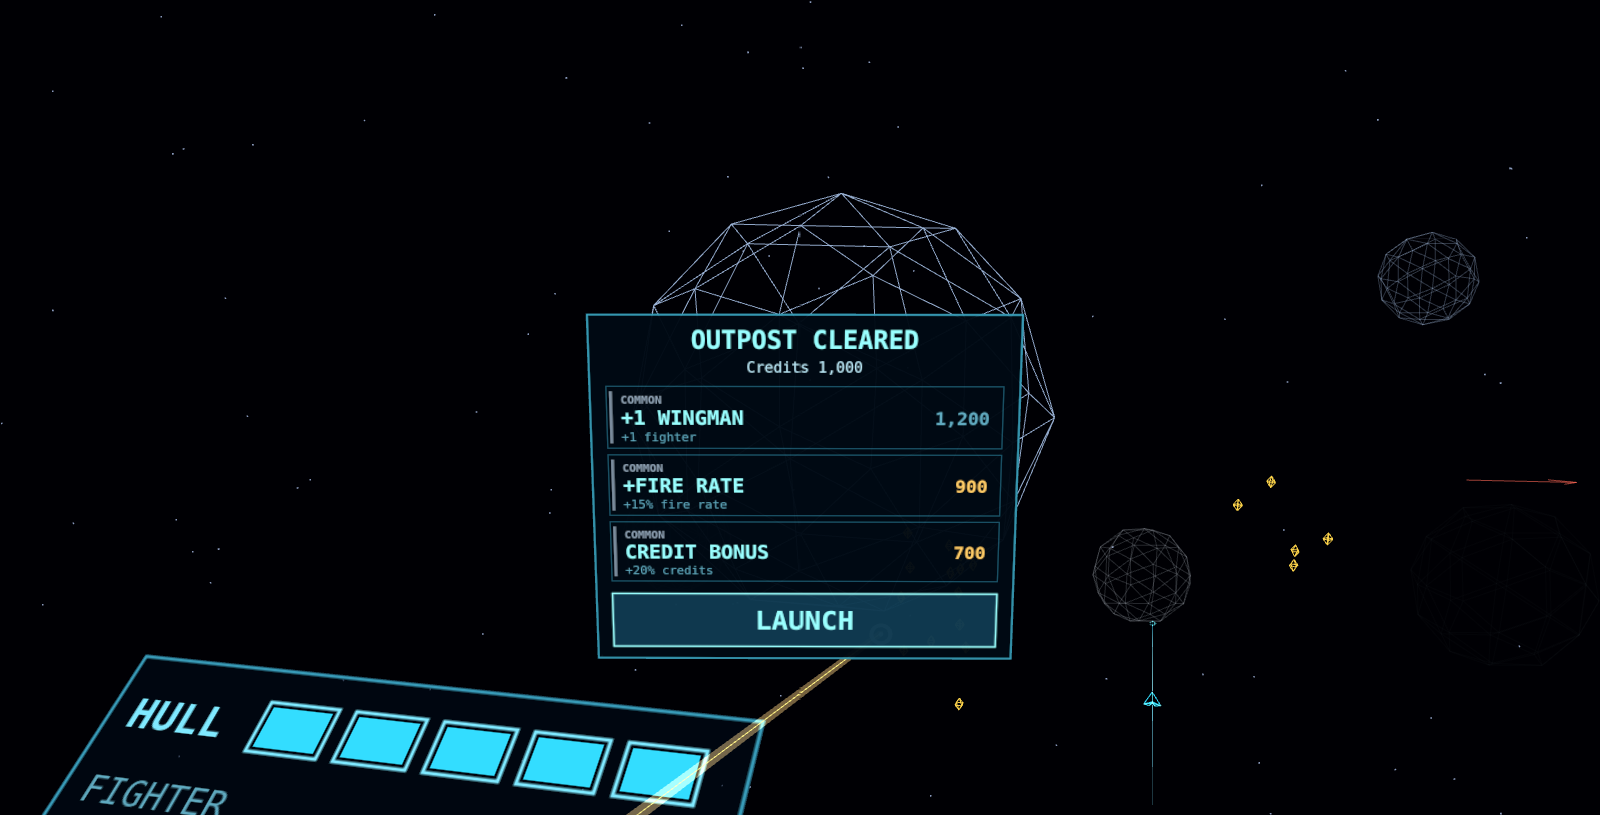 OUTPOST CLEARED
Credits 1,000
COMMON
+1 WINGMAN 1,200
+1 fighter
COMMON
+FIRE RATE 900
+15% fire rate
COMMON
CREDIT BONUS 700
+20% credits
LAUNCH
HULL
FIGHTER